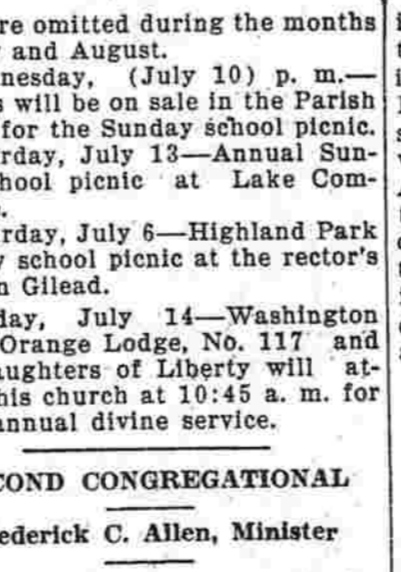 re omitted during the months
and August.
nesday, (July 10) p. m.—
s will be on sale in the Parish
for the Sunday school picnic.
rday, July 13—Annual Sun-
hool picnic at Lake Com-
.
rday, July 6—Highland Park
y school picnic at the rector's
n Gilead.
day, July 14—Washington
Orange Lodge, No. 117 and
aughters of Liberty will at-
his church at 10:45 a. m. for
annual divine service.
COND CONGREGATIONAL
ederick C. Allen, Minister